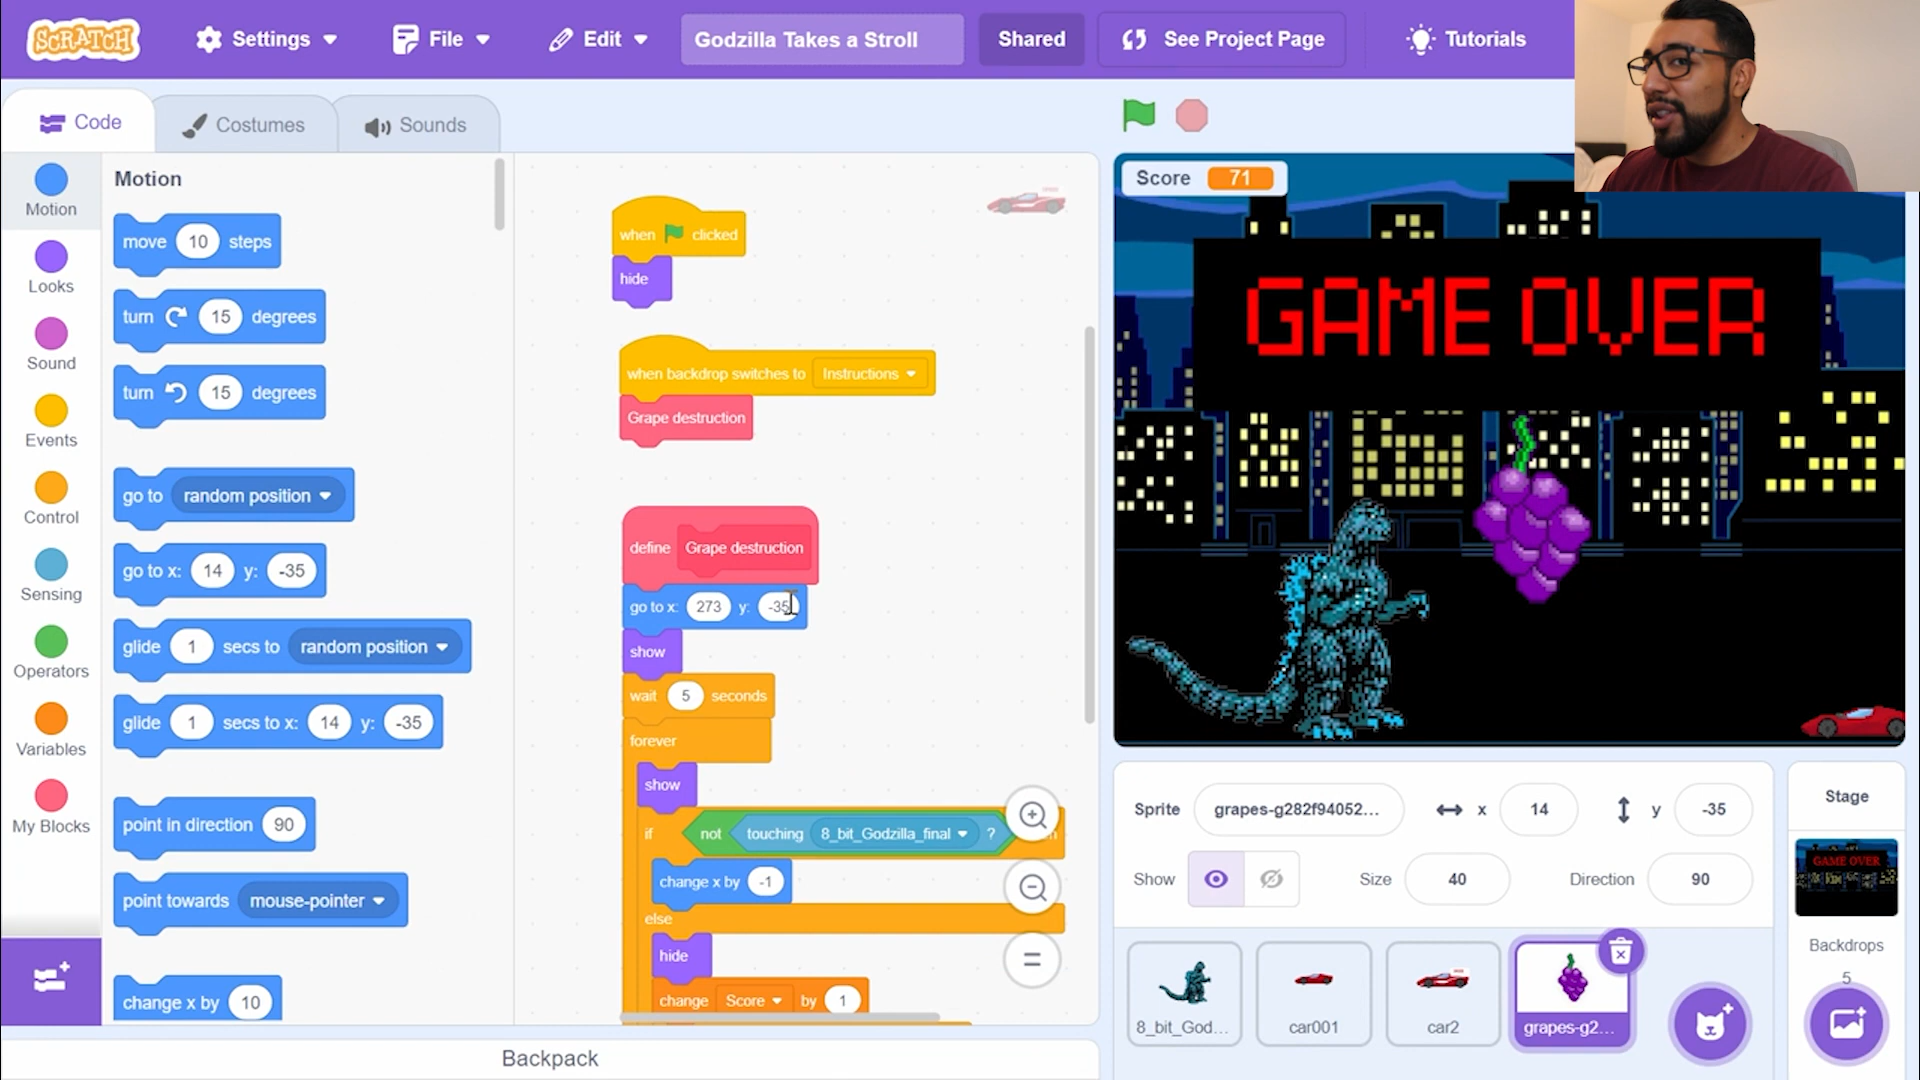 SCRATCH
Settings
File
Edit
Godzilla Takes a Stroll
Shared
See Project Page
Tutorials
Code
Costumes
Sounds
Motion
Looks
Sound
Events
Control
Sensing
Operators
Variables
My Blocks
Motion
move 10 steps
turn 15 degrees
turn 15 degrees
go to random position
go to x: 14 y: -35
glide 1 secs to random position
glide 1 secs to x: 14 y: -35
point in direction 90
point towards mouse-pointer
change x by 10
when clicked
hide
when backdrop switches to Instructions
Grape destruction
define Grape destruction
go to x: 273 y: -35
show
wait 5 seconds
forever
show
if not touching 8_bit_Godzilla_final ?
change x by -1
else
hide
change Score by 1
Backpack
Score 71
GAME OVER
Sprite grapes-g282f94052... x 14 y -35
Show Size 40 Direction 90
8_bit_God...
car001
car2
grapes-g2...
Stage
GAME OVER
Backdrops
5